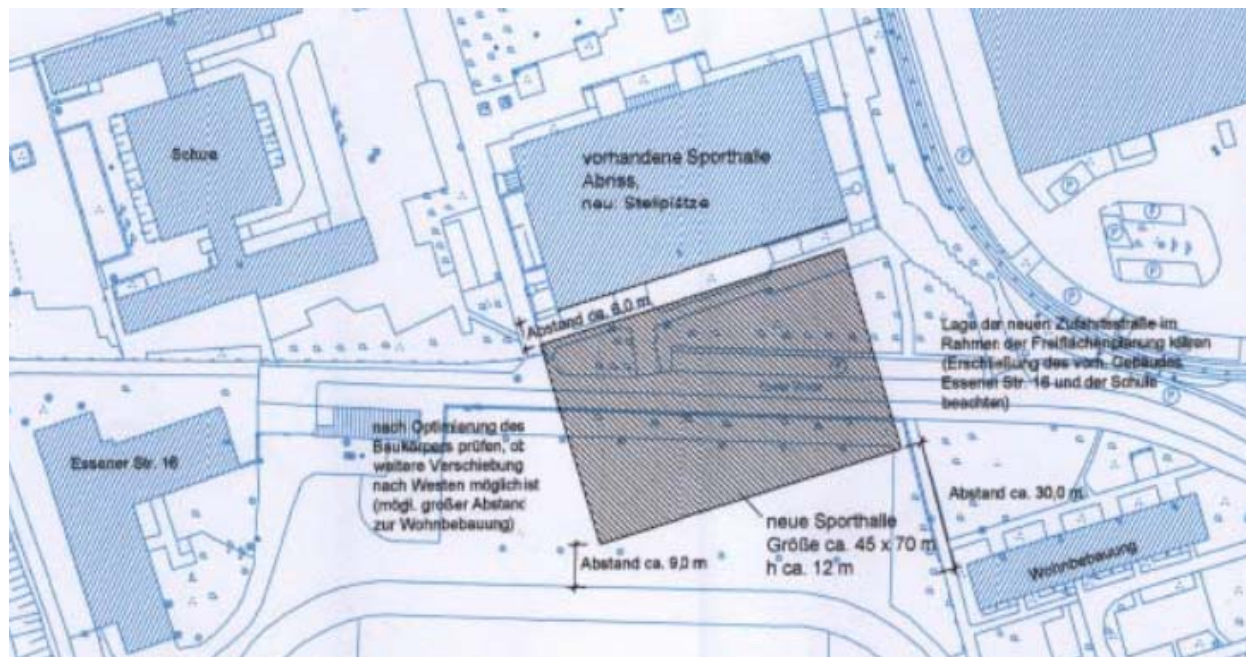 Schule
vorhandene Sporthalle
Abriss,
neu: Stellplätze
Abstand ca. 6,0 m
Lage der neuen Zufahrtsstraße im
Rahmen der Freiflächenplanung klären
(Erschließung des vorh. Gebäudes
Essener Str. 16 und der Schule
beachten)
nach Optimierung des
Baukörpers prüfen, ob
weitere Verschiebung
nach Westen möglich ist
(mögl. großer Abstand
zur Wohnbebauung)
Essener Str. 16
Abstand ca. 30,0 m
neue Sporthalle
Größe ca. 45 x 70 m
h ca. 12 m
Abstand ca. 9,0 m
Wohnbebauung
P
P
P
P
P
P
P